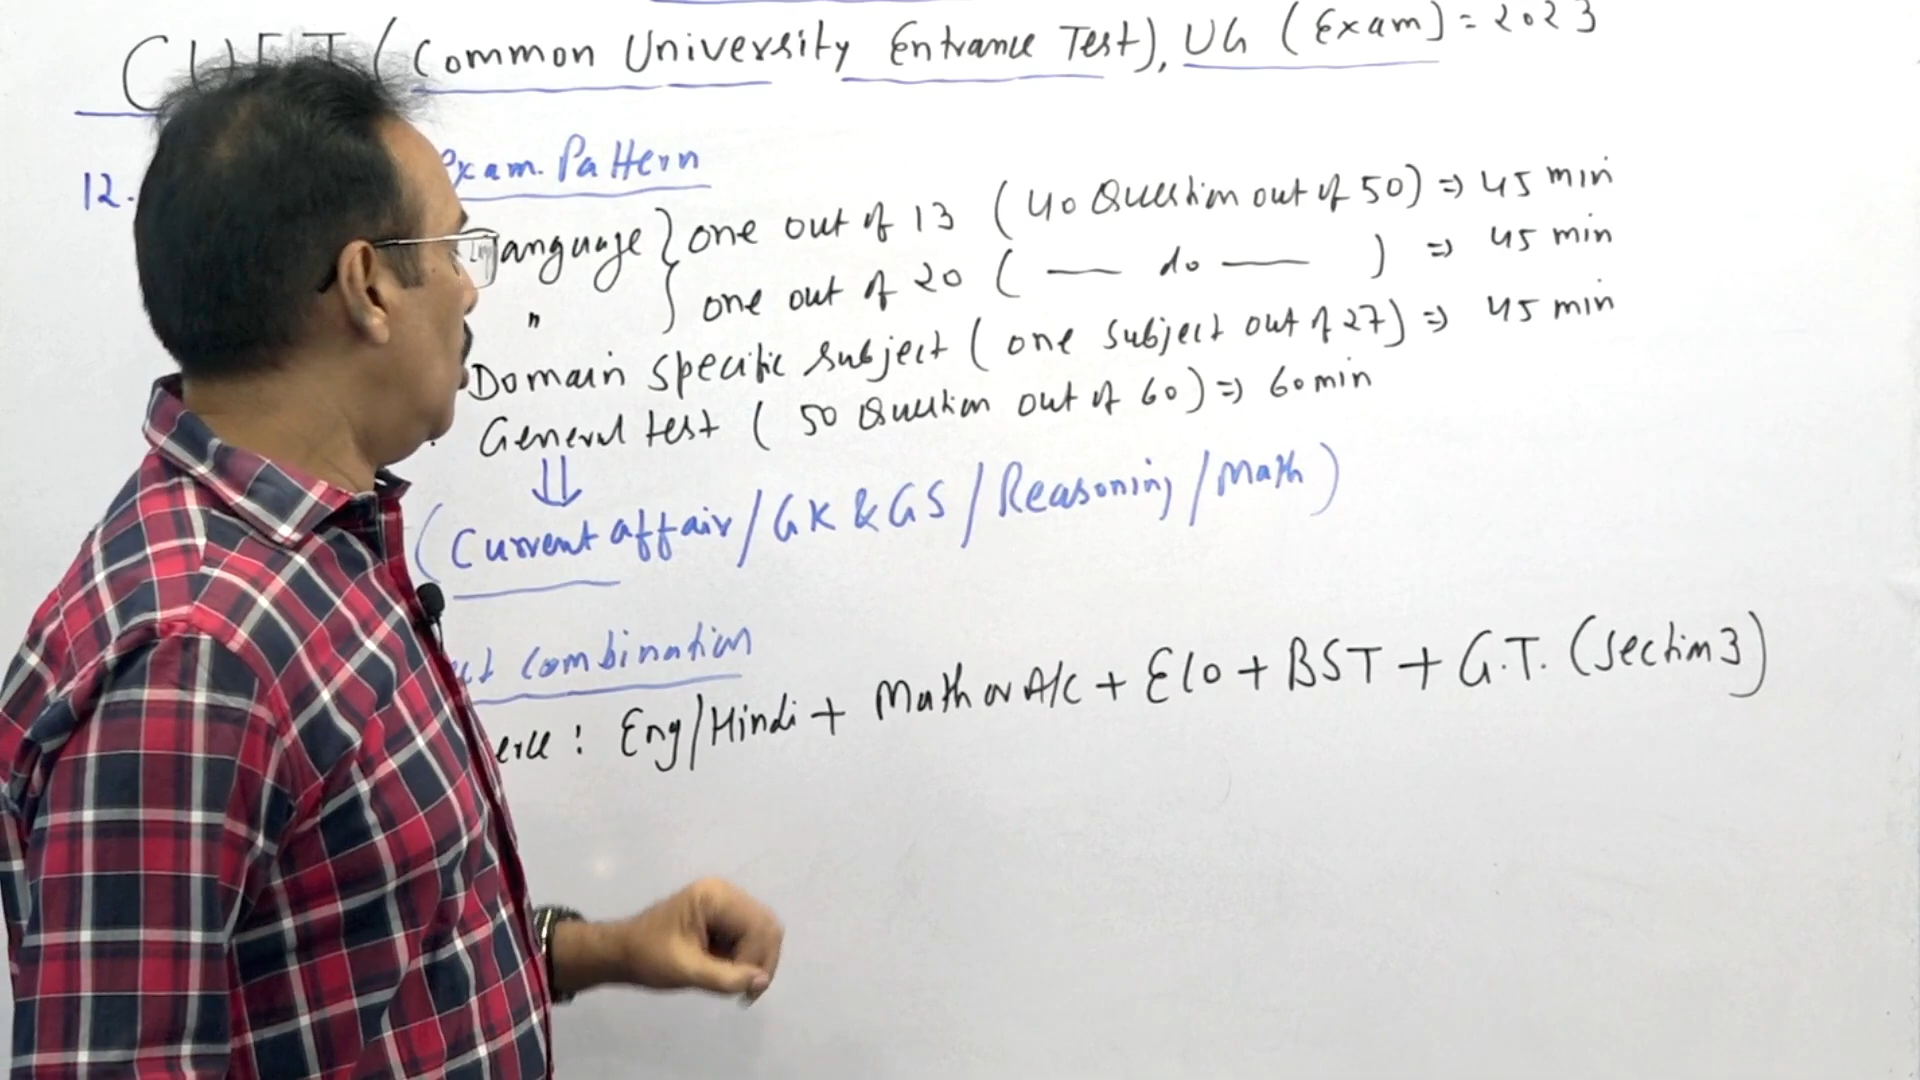 CUET (Common University Entrance Test), UG (Exam) = 2023
12. Exam. Pattern
Language } one out of 13 (40 Question out of 50) => 45 min
" } one out of 20 ( — do — ) => 45 min
Domain specific subject (one subject out of 27) => 45 min
General test (50 Question out of 60) => 60 min
(Current affair/GK & GS/Reasoning/Math)
combination
: Eng/Hindi + Math or A/c + Eco + BST + G.T. (Section 3)